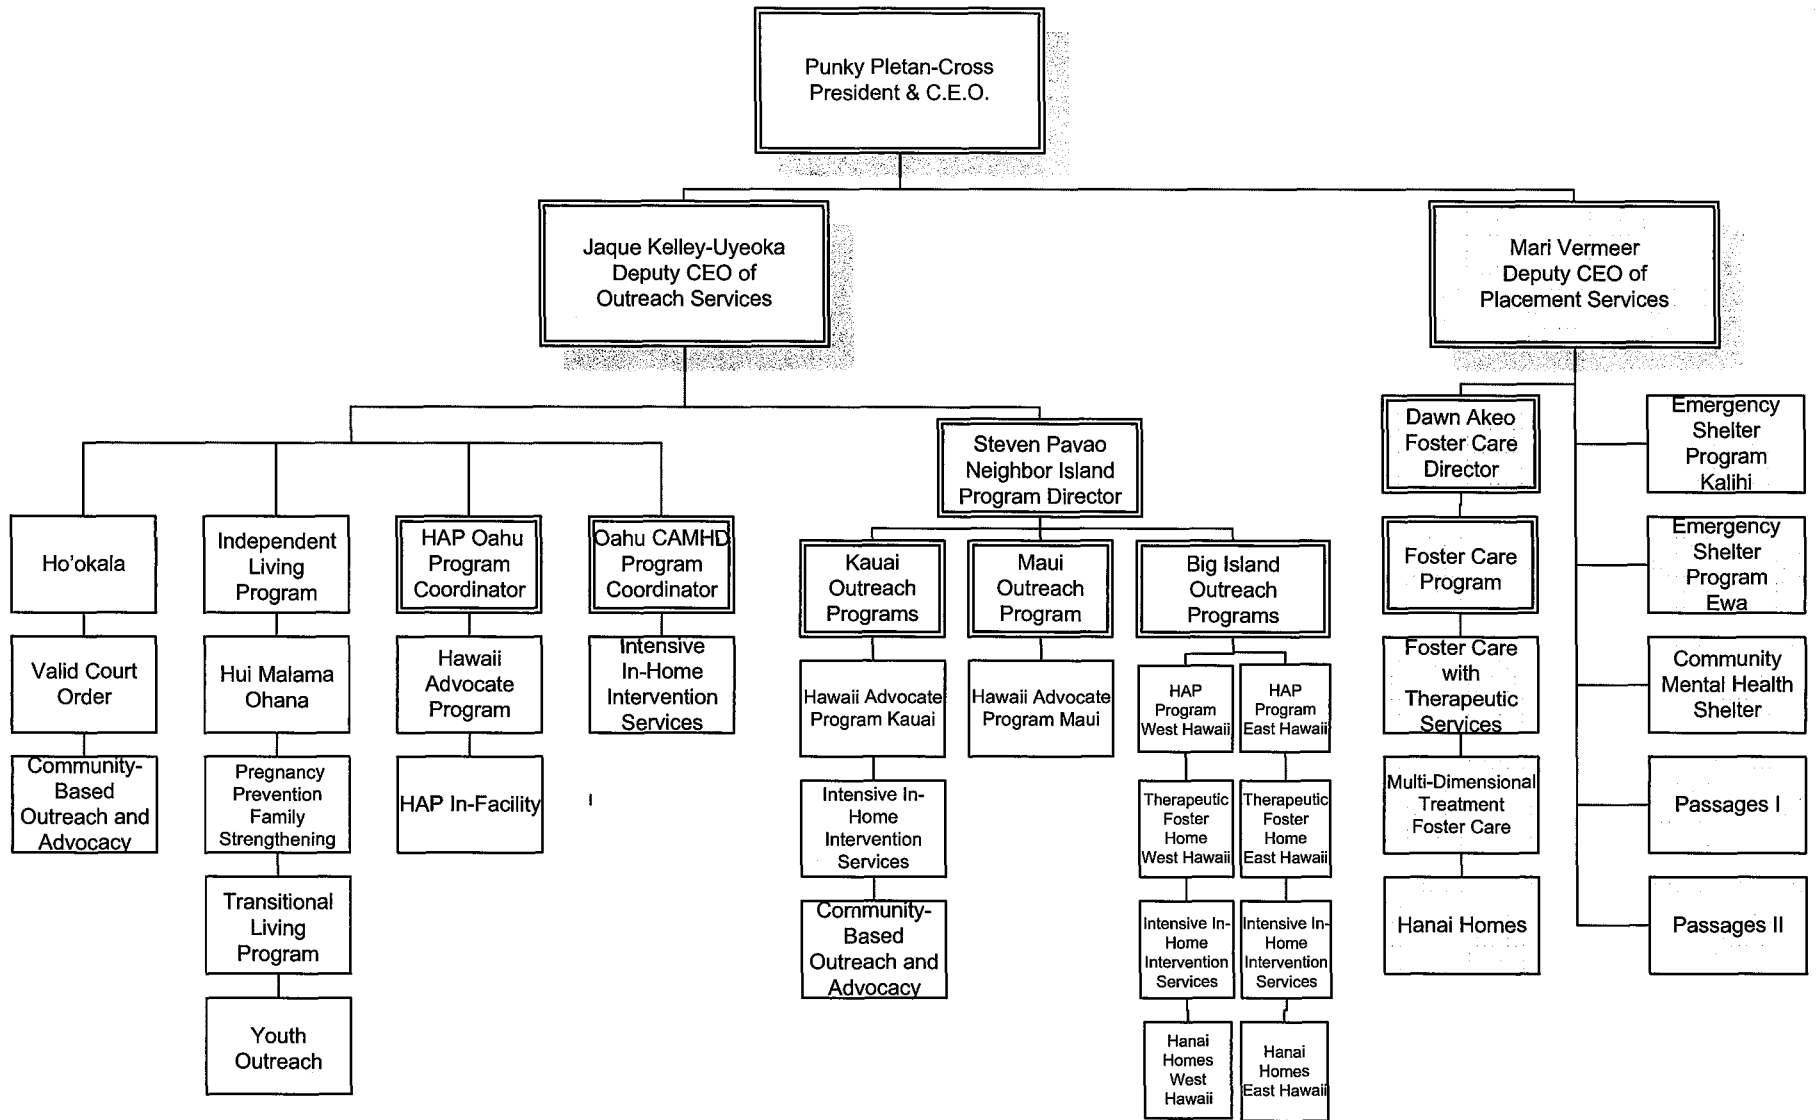 Punky Pletan-Cross
President & C.E.O.
Jaque Kelley-Uyeoka
Deputy CEO of
Outreach Services
Mari Vermeer
Deputy CEO of
Placement Services
Steven Pavao
Neighbor Island
Program Director
Dawn Akeo
Foster Care
Director
Emergency
Shelter
Program
Kalihi
Ho'okala
Independent
Living
Program
HAP Oahu
Program
Coordinator
Oahu CAMHD
Program
Coordinator
Kauai
Outreach
Programs
Maui
Outreach
Program
Big Island
Outreach
Programs
Foster Care
Program
Emergency
Shelter
Program
Ewa
Valid Court
Order
Hui Malama
Ohana
Hawaii
Advocate
Program
Intensive
In-Home
Intervention
Services
Hawaii Advocate
Program Kauai
Hawaii Advocate
Program Maui
HAP
Program
West Hawaii
HAP
Program
East Hawaii
Foster Care
with
Therapeutic
Services
Community
Mental Health
Shelter
Community-
Based
Outreach and
Advocacy
Pregnancy
Prevention
Family
Strengthening
HAP In-Facility
Intensive In-
Home
Intervention
Services
Therapeutic
Foster
Home
West Hawaii
Therapeutic
Foster
Home
East Hawaii
Multi-Dimensional
Treatment
Foster Care
Passages I
Transitional
Living
Program
Community-
Based
Outreach and
Advocacy
Intensive In-
Home
Intervention
Services
Intensive In-
Home
Intervention
Services
Hanai Homes
Passages II
Youth
Outreach
Hanai
Homes
West
Hawaii
Hanai
Homes
East Hawaii